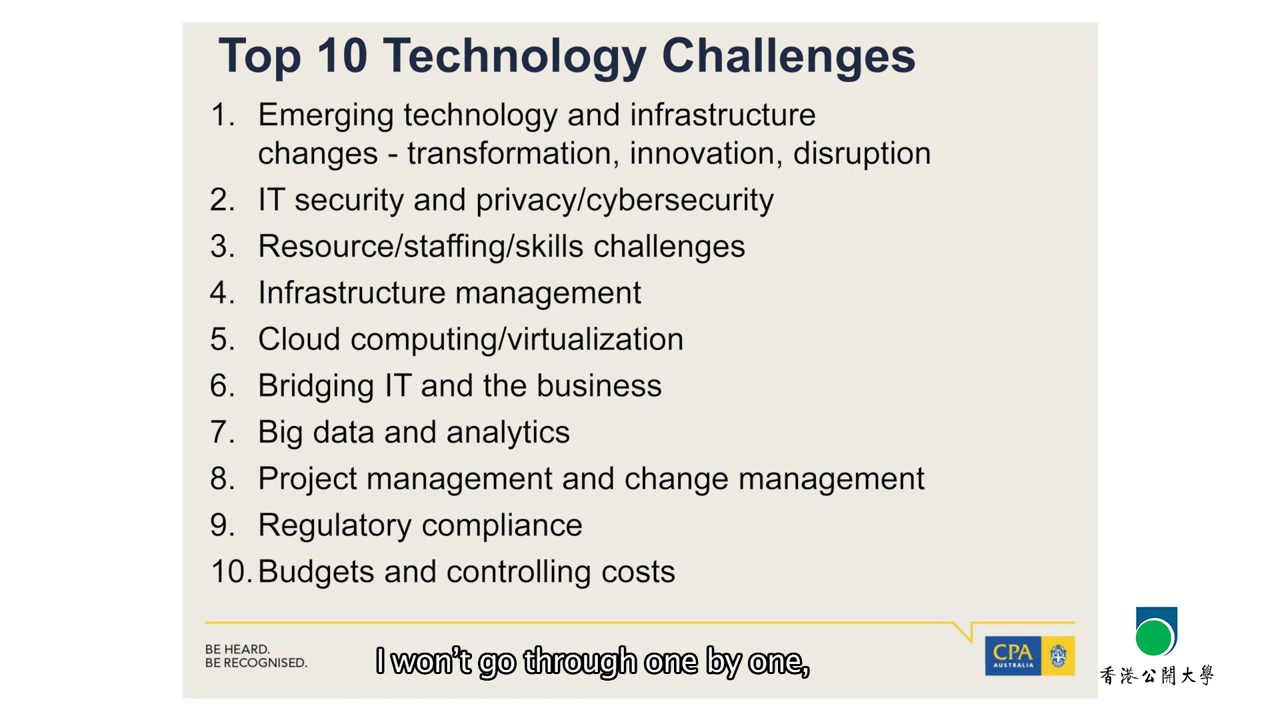 Top 10 Technology Challenges
1. Emerging technology and infrastructure
changes - transformation, innovation, disruption
2. IT security and privacy/cybersecurity
3. Resource/staffing/skills challenges
4. Infrastructure management
5. Cloud computing/virtualization
6. Bridging IT and the business
7. Big data and analytics
8. Project management and change management
9. Regulatory compliance
10. Budgets and controlling costs
BE HEARD.
BE RECOGNISED.
I won't go through one by one,
CPA
AUSTRALIA
香港公開大學